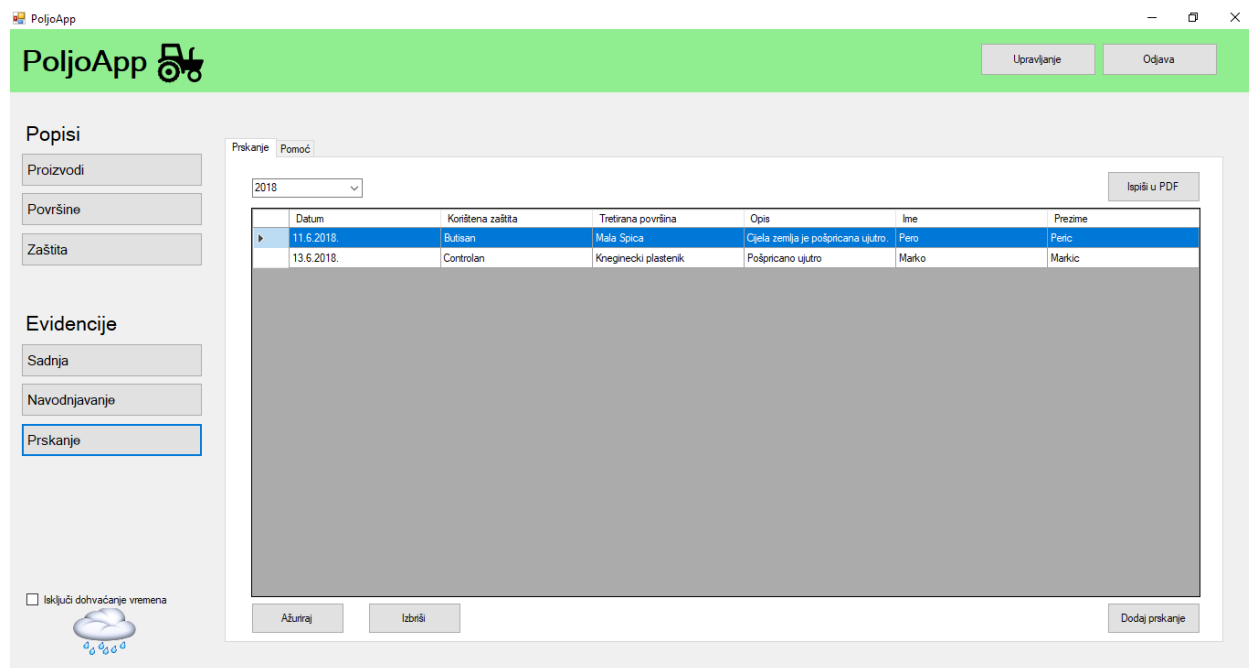 PoljoApp
PoljoApp
Upravljanje
Odjava
Popisi
Proizvodi
Površine
Zaštita
Evidencije
Sadnja
Navodnjavanje
Prskanje
Isključi dohvaćanje vremena
Prskanje Pomoć
2018
Ispiši u PDF
Datum Korištena zaštita Tretirana površina Opis Ime Prezime
11.6.2018. Butisan Mala Spica Cijela zemlja je pošpricana ujutro. Pero Peric
13.6.2018. Controlan Kneginecki plastenik Pošpricano ujutro Marko Markic
Ažuriraj
Izbriši
Dodaj prskanje